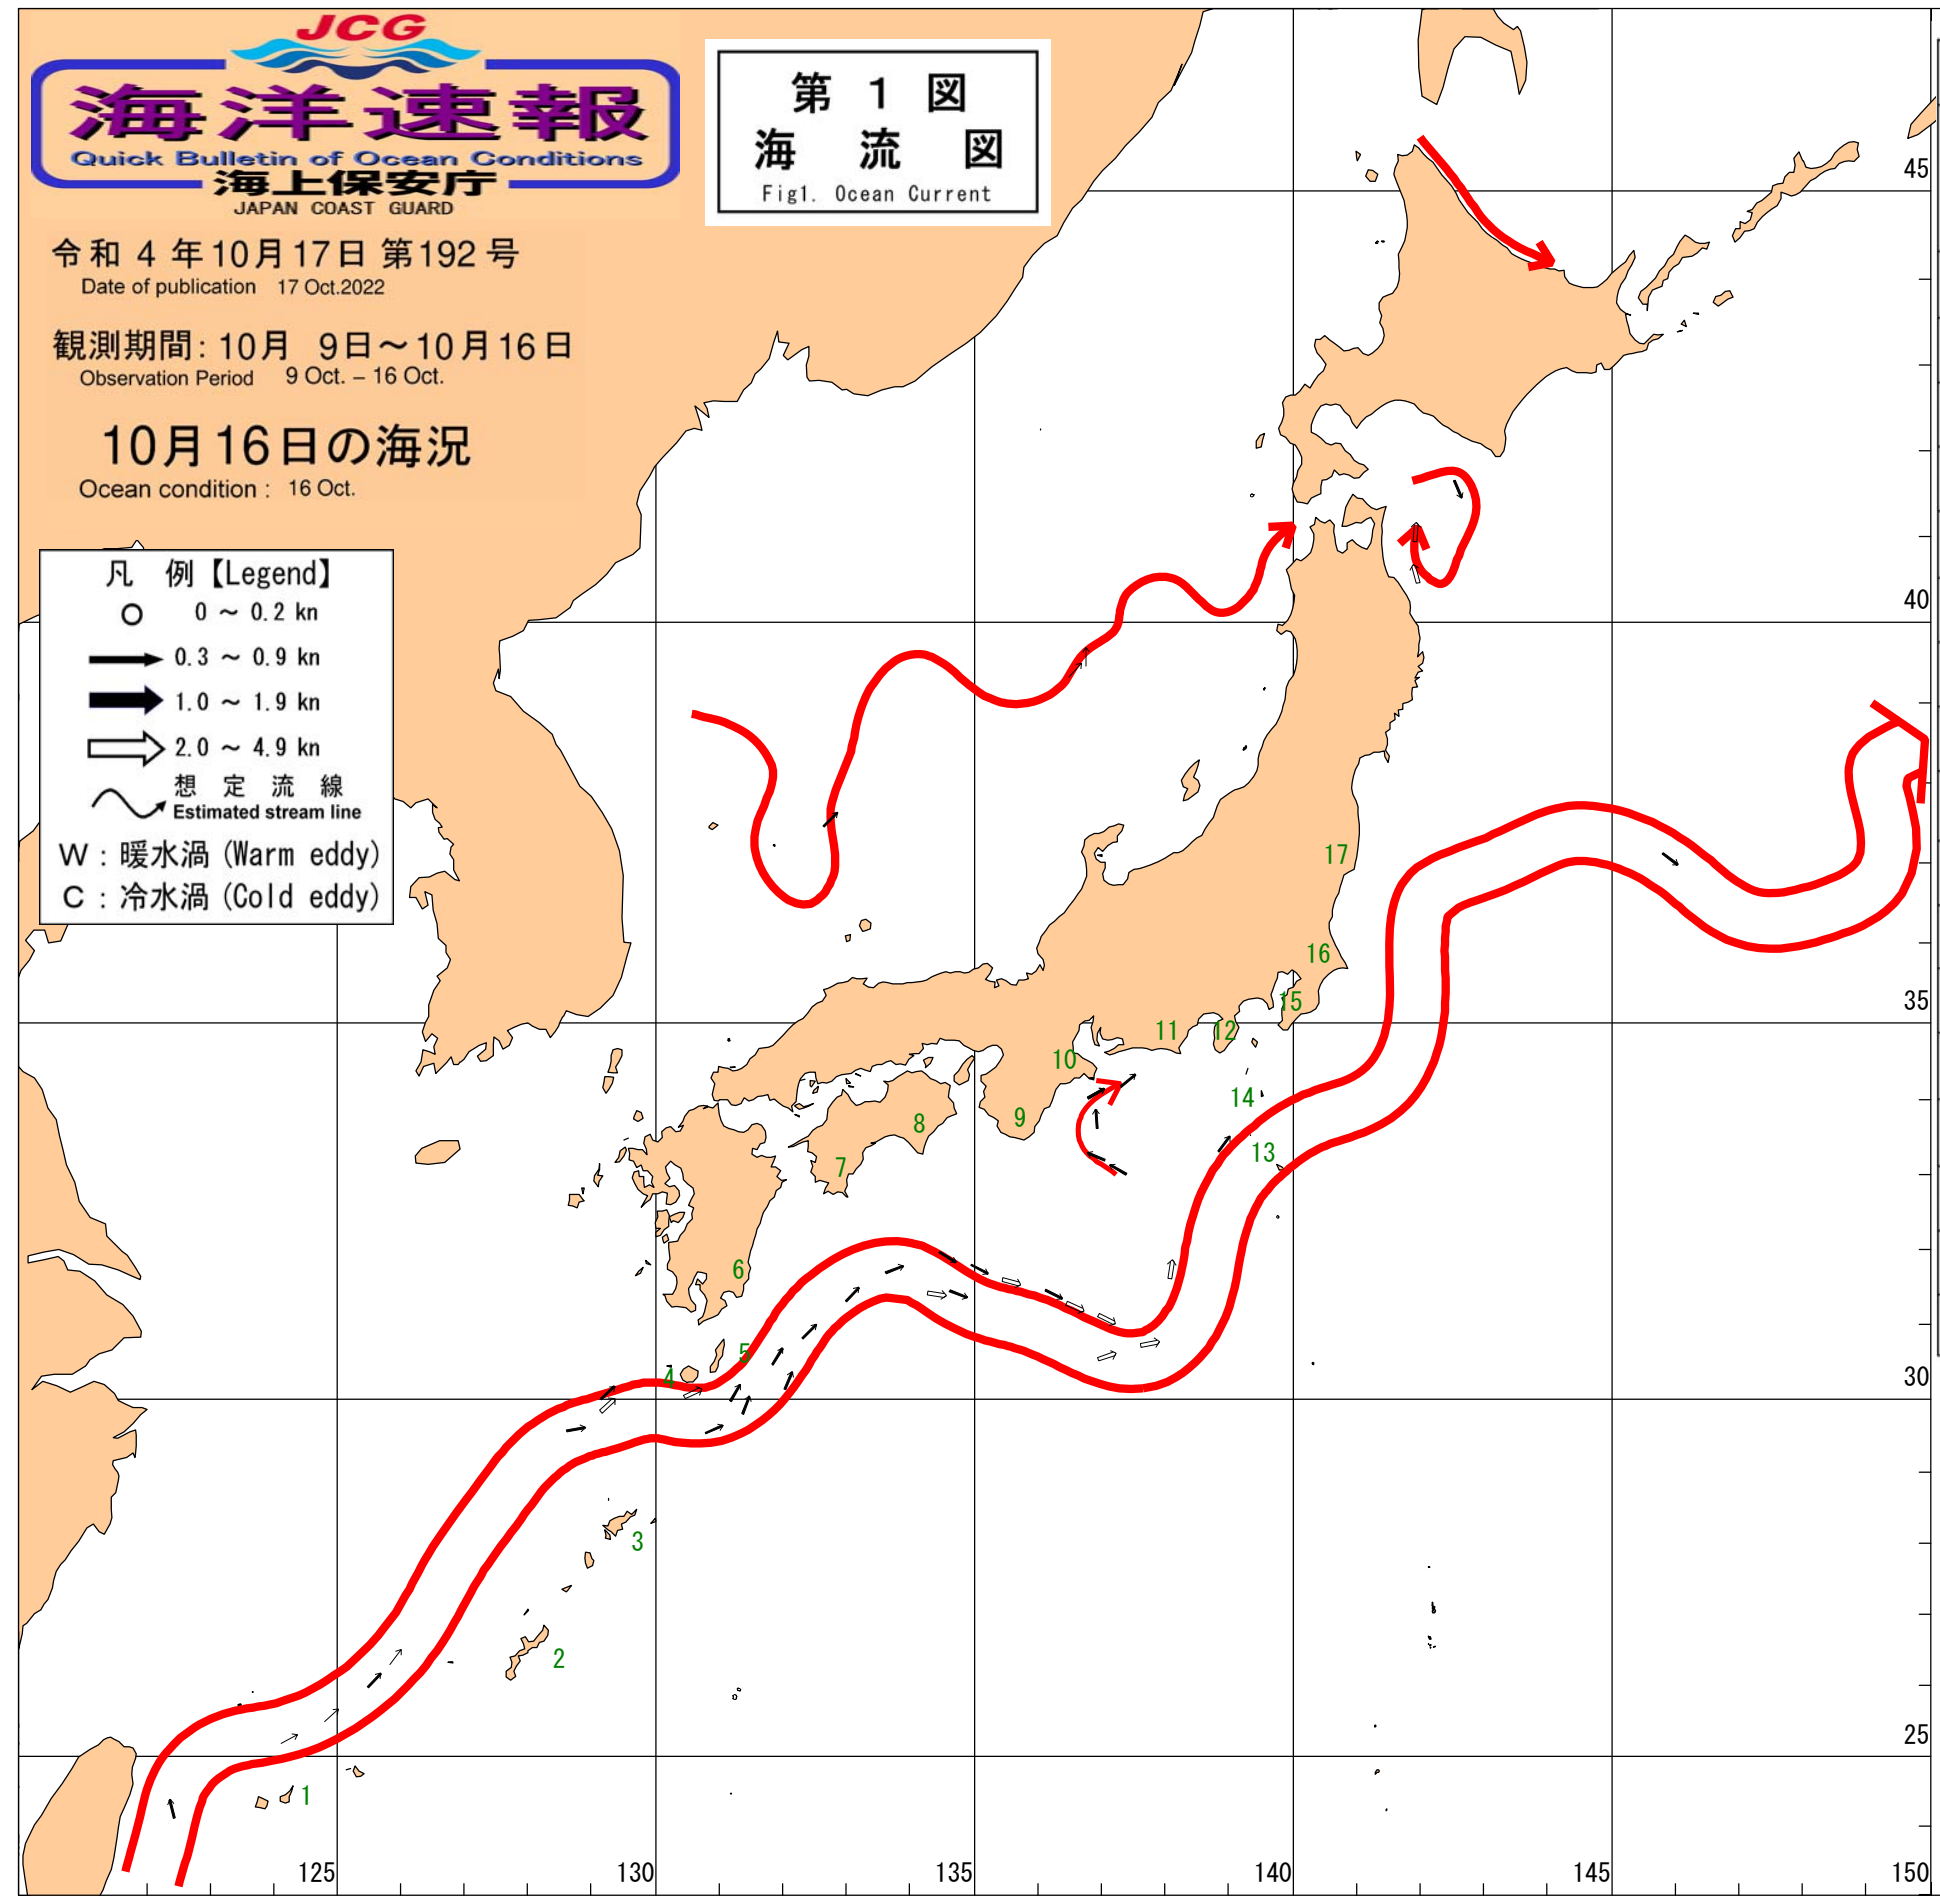 JCG
海洋速報
Quick Bulletin of Ocean Conditions
海上保安庁
JAPAN COAST GUARD
第 1 図
海 流 図
Fig1. Ocean Current
令和 4 年10月17日 第192 号
Date of publication 17 Oct.2022
観測期間: 10月 9日～10月16日
Observation Period 9 Oct. – 16 Oct.
10月16日の海況
Ocean condition : 16 Oct.
凡 例【Legend】
0 ～ 0.2 kn
0.3 ～ 0.9 kn
1.0 ～ 1.9 kn
2.0 ～ 4.9 kn
想 定 流 線
Estimated stream line
W : 暖水渦 (Warm eddy)
C : 冷水渦 (Cold eddy)
45
40
35
30
25
17
16
15
12
11
10
14
9
8
13
7
6
5
4
3
2
1
125
130
135
140
145
150